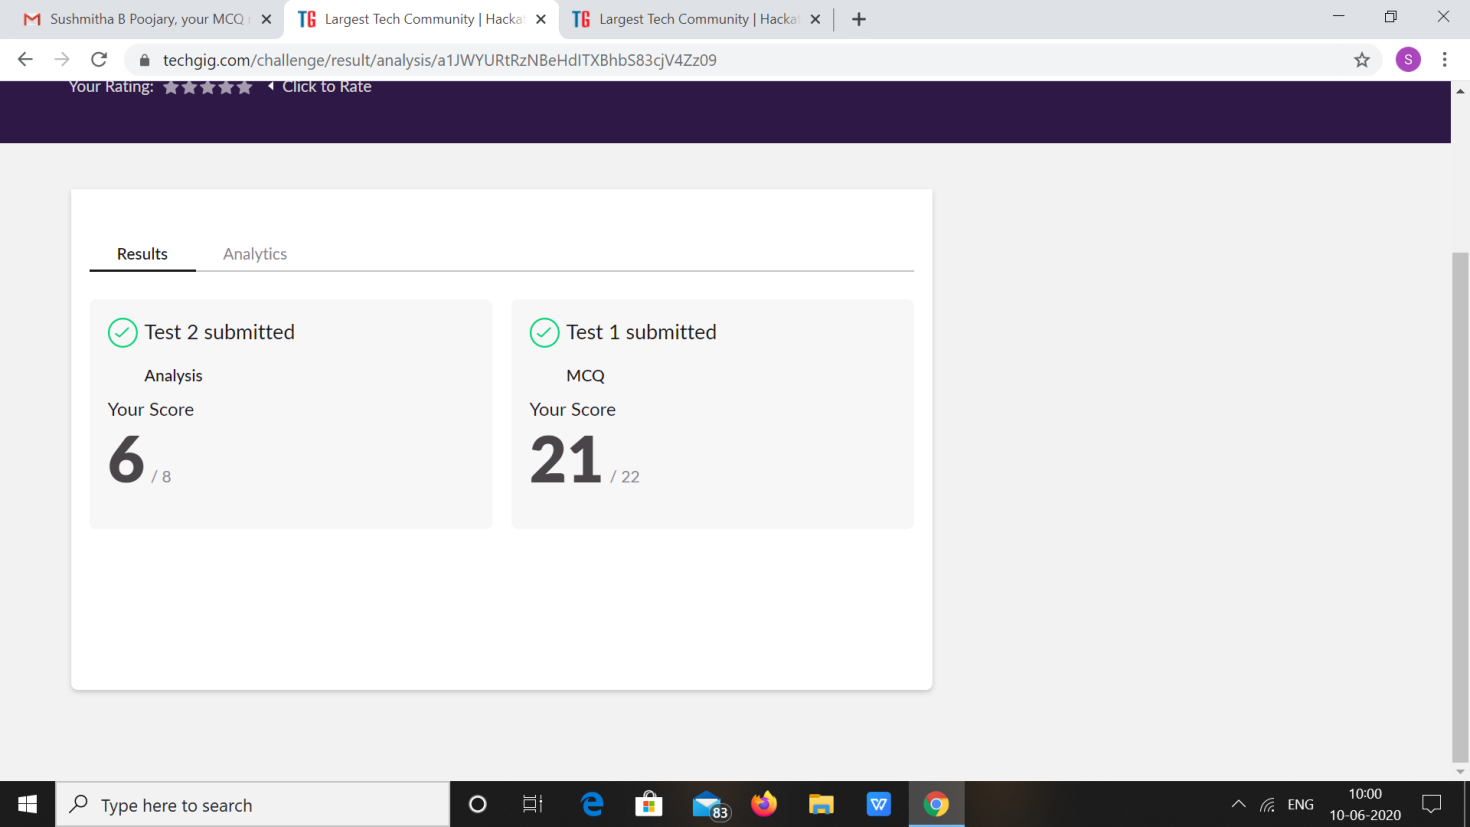 Sushmitha B Poojary, your MCQ
TG Largest Tech Community | Hacka
TG Largest Tech Community | Hacka
techgig.com/challenge/result/analysis/a1JWYURtRzNBeHdITXBhbS83cjV4Zz09
S
Your Rating: Click to Rate
Results Analytics
Test 2 submitted
Analysis
Your Score
6 / 8
Test 1 submitted
MCQ
Your Score
21 / 22
Type here to search
83
ENG
10:00
10-06-2020